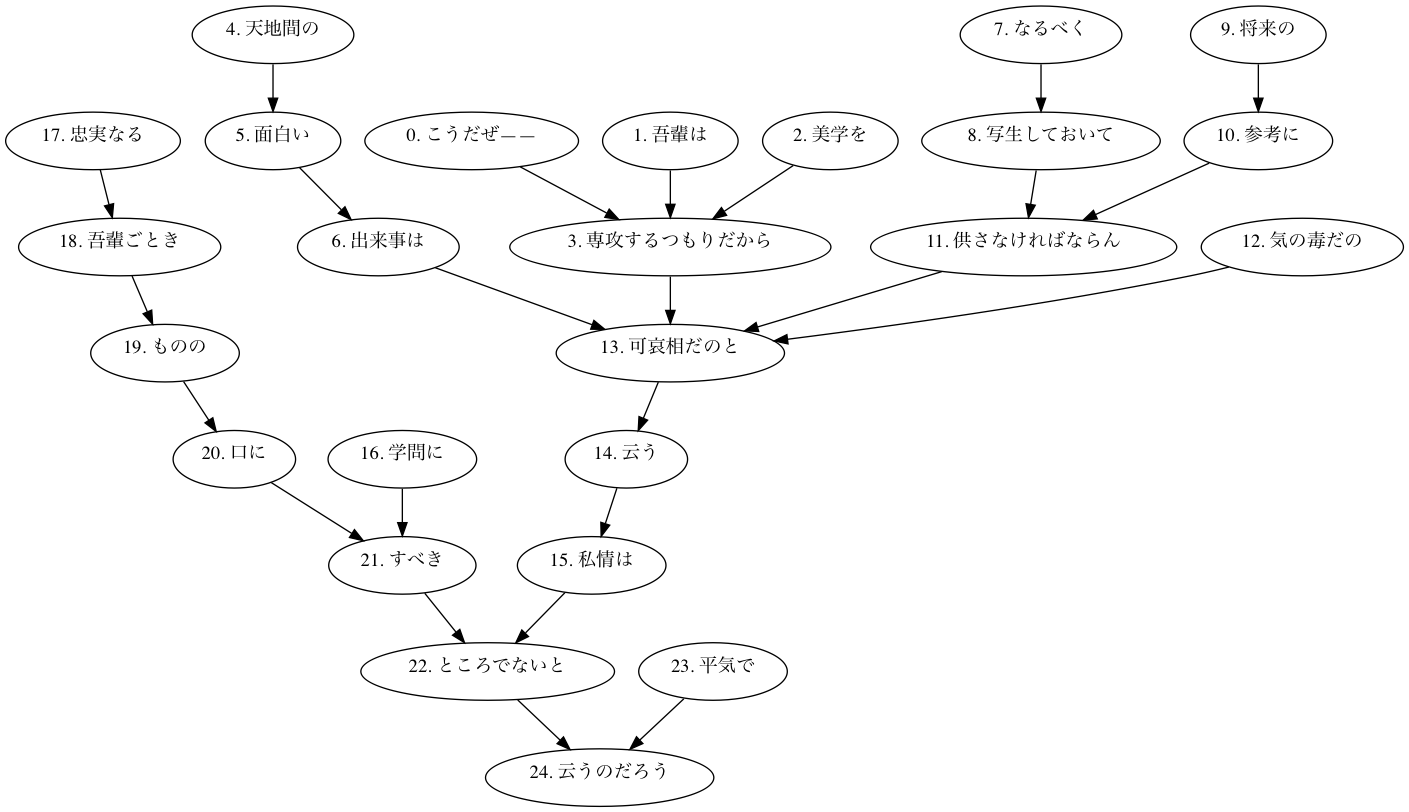 4. 天地間の
7. なるべく
9. 将来の
17. 忠実なる
5. 面白い
0. こうだぜ――
1. 吾輩は
2. 美学を
8. 写生しておいて
10. 参考に
18. 吾輩ごとき
6. 出来事は
3. 専攻するつもりだから
11. 供さなければならん
12. 気の毒だの
19. ものの
13. 可哀相だのと
20. 口に
16. 学問に
14. 云う
21. すべき
15. 私情は
22. ところでないと
23. 平気で
24. 云うのだろう